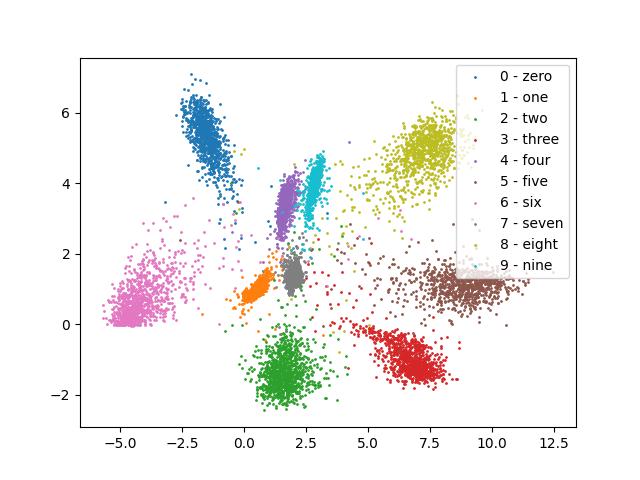 0 - zero
1 - one
2 - two
3 - three
4 - four
5 - five
6 - six
7 - seven
8 - eight
9 - nine
6
4
2
0
−2
−5.0 −2.5 0.0 2.5 5.0 7.5 10.0 12.5